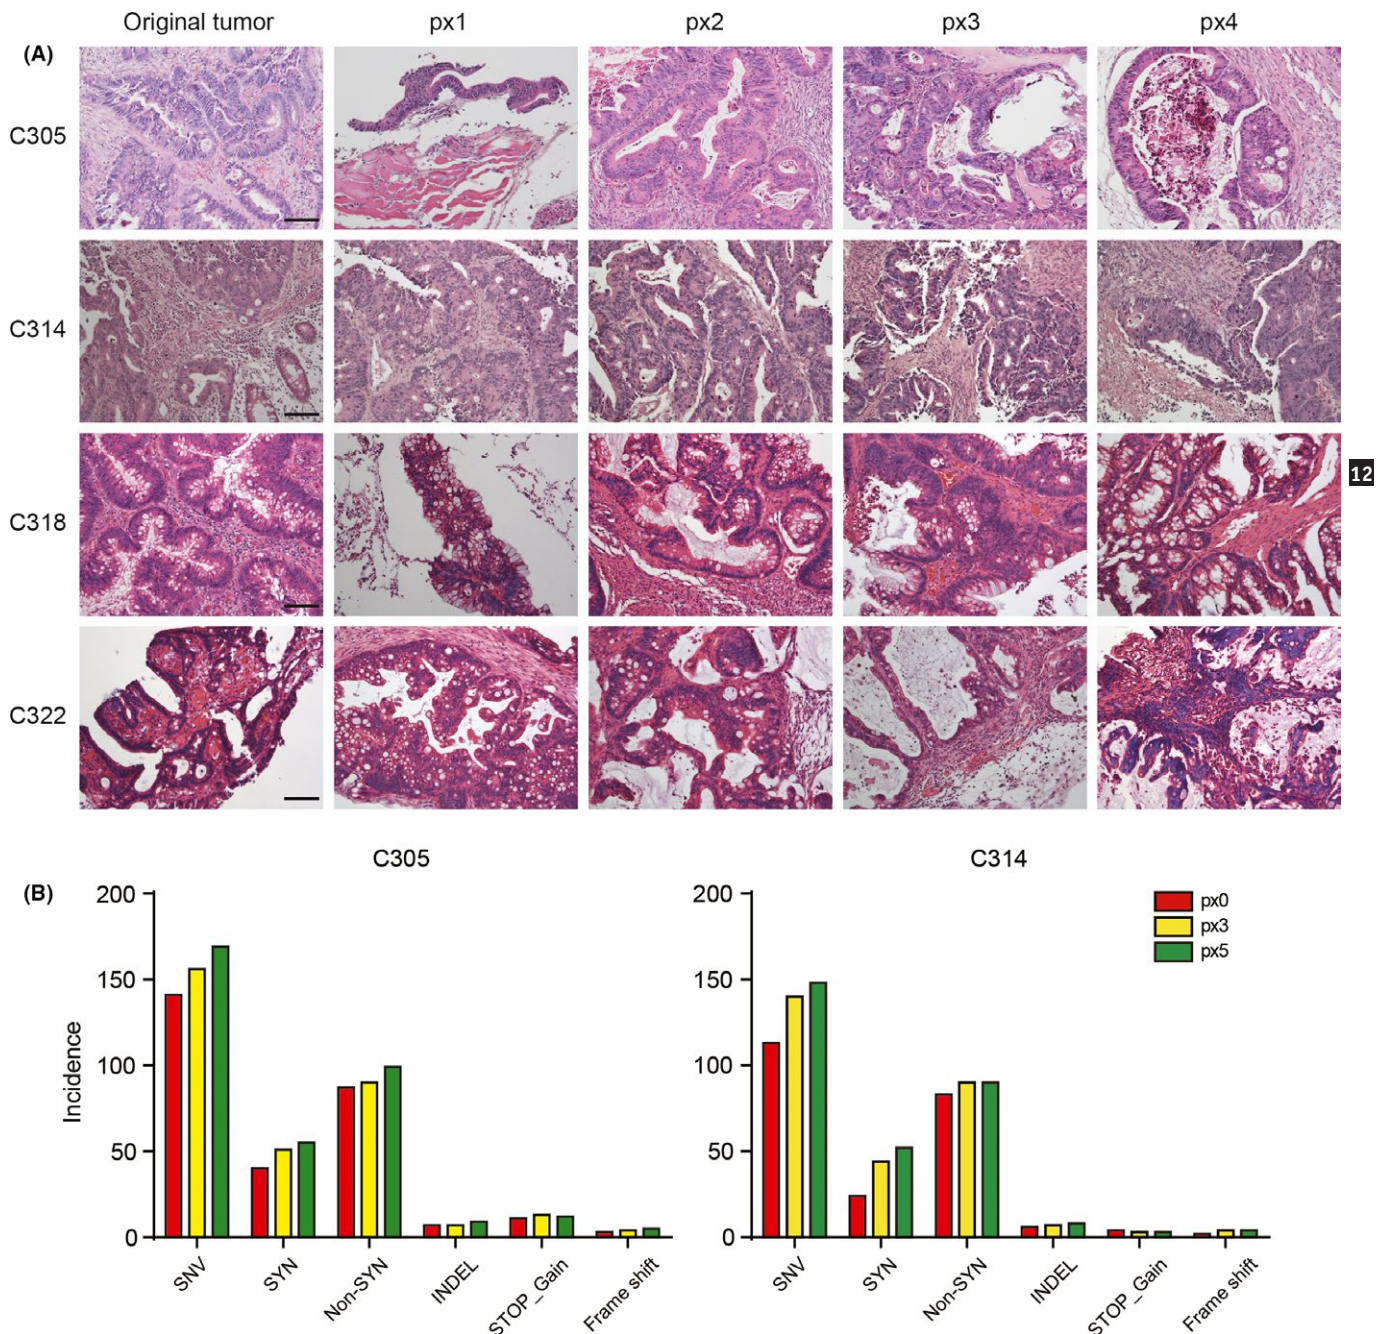 Original tumor px1 px2 px3 px4
(A)
C305
C314
C318
12
C322
C305 C314
(B)
200 200
px0
px3
px5
150 150
100 100
50 50
0 0
Incidence
SNV SYN Non-SYN INDEL STOP_Gain Frame shift
SNV SYN Non-SYN INDEL STOP_Gain Frame shift